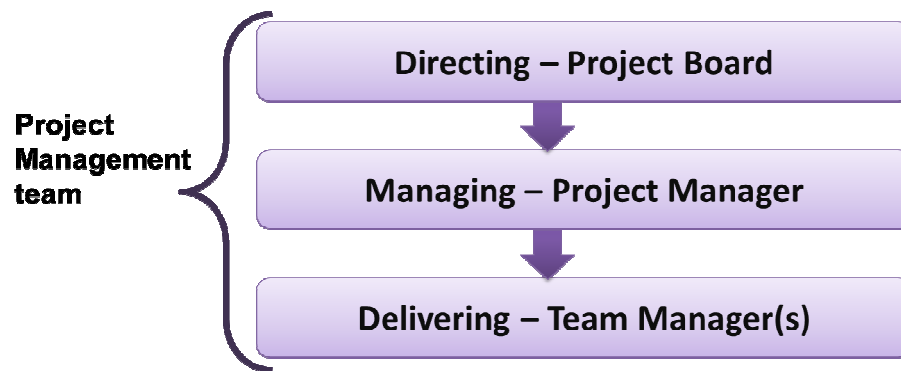 Directing – Project Board
Project
Management
team
Managing – Project Manager
Delivering – Team Manager(s)